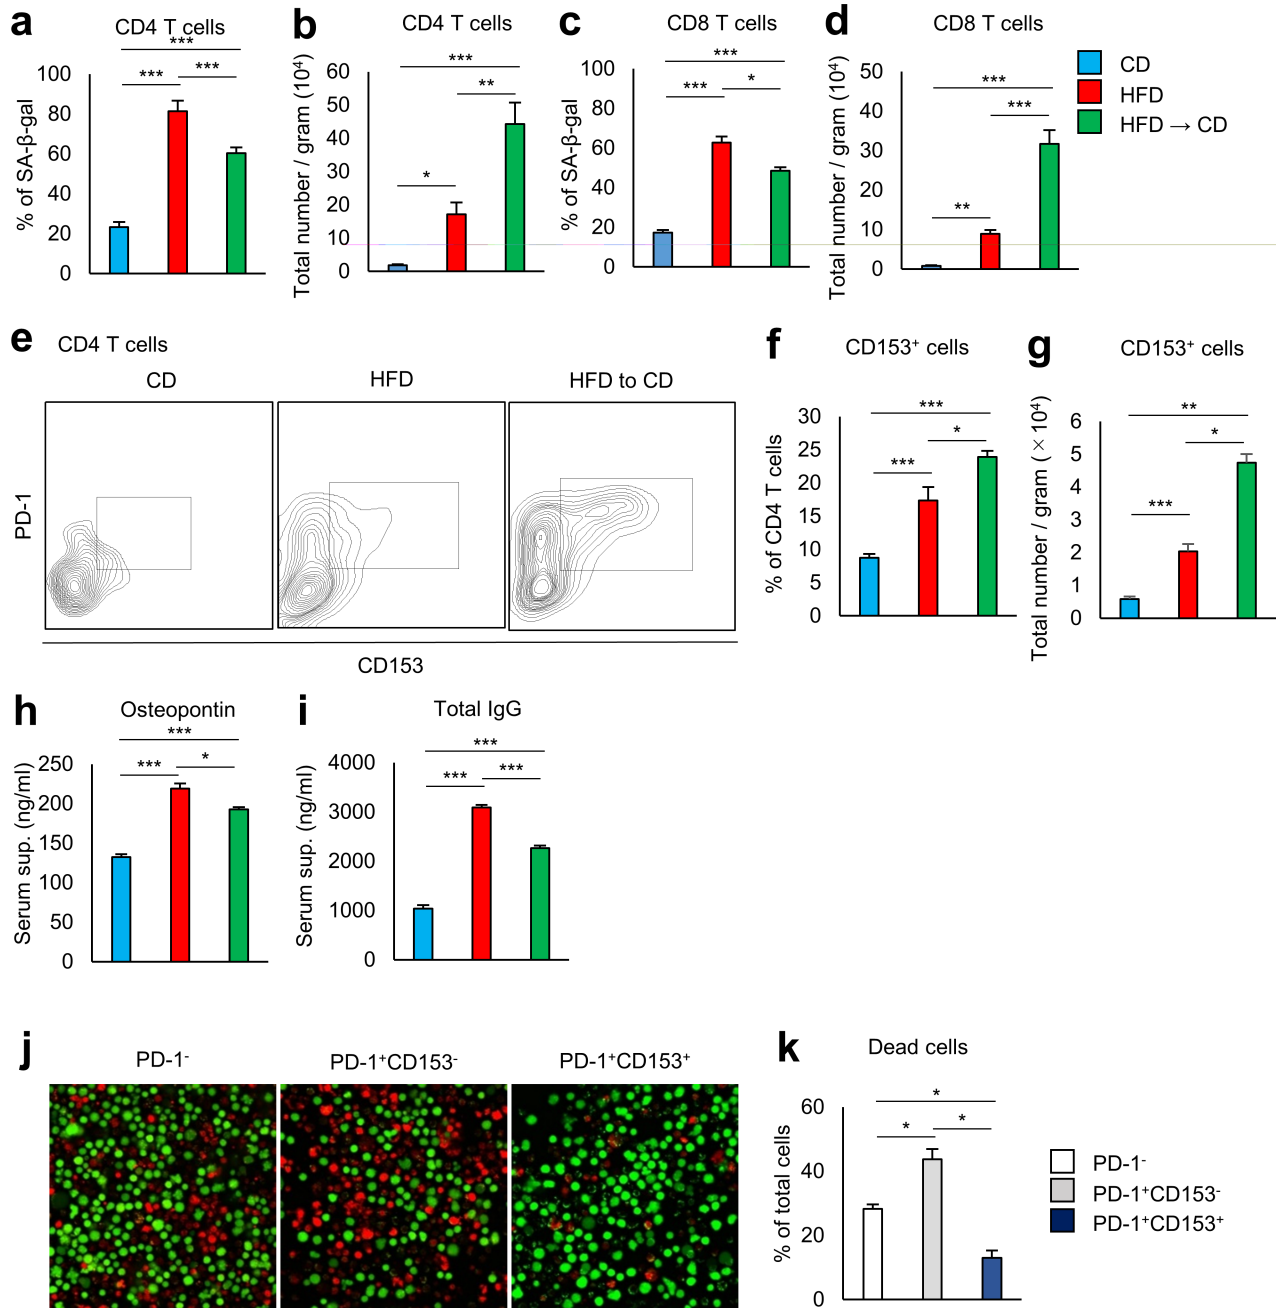 a
CD4 T cells
***
***
***
% of SA-β-gal
100
80
60
40
20
0
b
CD4 T cells
***
**
*
Total number / gram (10⁴)
60
50
40
30
20
10
0
c
CD8 T cells
***
***
*
% of SA-β-gal
100
80
60
40
20
0
d
CD8 T cells
***
***
**
Total number / gram (10⁴)
50
40
30
20
10
0
CD
HFD
HFD → CD
e
CD4 T cells
CD
HFD
HFD to CD
PD-1
CD153
f
CD153⁺ cells
***
*
***
% of CD4 T cells
30
25
20
15
10
5
0
g
CD153⁺ cells
**
*
***
Total number / gram (×10⁴)
6
5
4
3
2
1
0
h
Osteopontin
***
***
*
Serum sup. (ng/ml)
250
200
150
100
50
0
i
Total IgG
***
***
***
Serum sup. (ng/ml)
4000
3000
2000
1000
0
j
PD-1⁻
PD-1⁺CD153⁻
PD-1⁺CD153⁺
k
Dead cells
*
*
*
% of total cells
60
40
20
0
PD-1⁻
PD-1⁺CD153⁻
PD-1⁺CD153⁺